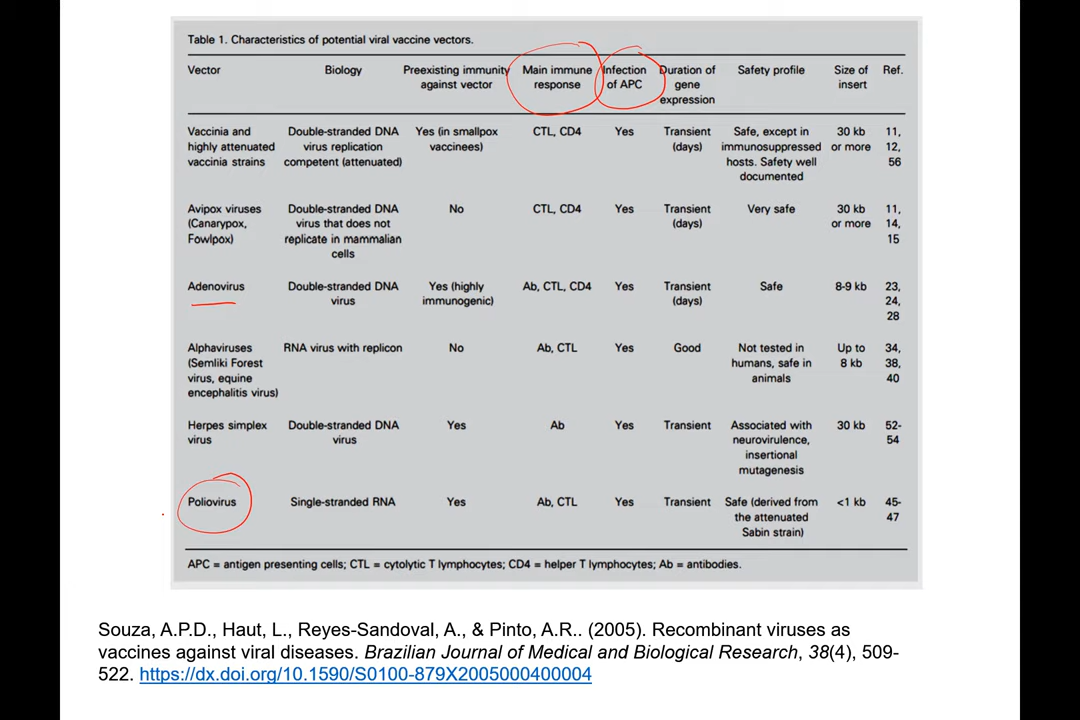 Table 1. Characteristics of potential viral vaccine vectors.
Vector Biology Preexisting immunity against vector Main immune response Infection of APC Duration of gene expression Safety profile Size of insert Ref.
Vaccinia and highly attenuated vaccinia strains Double-stranded DNA virus replication competent (attenuated) Yes (in smallpox vaccinees) CTL, CD4 Yes Transient (days) Safe, except in immunosuppressed hosts. Safety well documented 30 kb or more 11, 12, 56
Avipox viruses (Canarypox, Fowlpox) Double-stranded DNA virus that does not replicate in mammalian cells No CTL, CD4 Yes Transient (days) Very safe 30 kb or more 11, 14, 15
Adenovirus Double-stranded DNA virus Yes (highly immunogenic) Ab, CTL, CD4 Yes Transient (days) Safe 8-9 kb 23, 24, 28
Alphaviruses (Semliki Forest virus, equine encephalitis virus) RNA virus with replicon No Ab, CTL Yes Good Not tested in humans, safe in animals Up to 8 kb 34, 38, 40
Herpes simplex virus Double-stranded DNA virus Yes Ab Yes Transient Associated with neurovirulence, insertional mutagenesis 30 kb 52-54
Poliovirus Single-stranded RNA Yes Ab, CTL Yes Transient Safe (derived from the attenuated Sabin strain) <1 kb 45-47
APC = antigen presenting cells; CTL = cytolytic T lymphocytes; CD4 = helper T lymphocytes; Ab = antibodies.
Souza, A.P.D., Haut, L., Reyes-Sandoval, A., & Pinto, A.R.. (2005). Recombinant viruses as
vaccines against viral diseases. Brazilian Journal of Medical and Biological Research, 38(4), 509-
522. https://dx.doi.org/10.1590/S0100-879X2005000400004